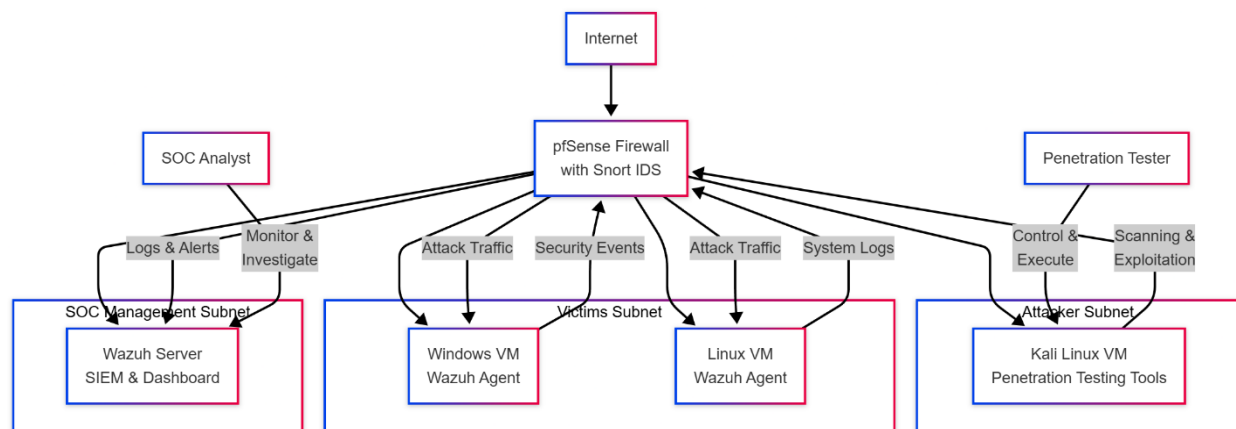 Internet
pfSense Firewall
with Snort IDS
SOC Analyst
Penetration Tester
Logs & Alerts
Monitor &
Investigate
Attack Traffic
Security Events
Attack Traffic
System Logs
Control &
Execute
Scanning &
Exploitation
SOC Management Subnet
Victims Subnet
Attacker Subnet
Wazuh Server
SIEM & Dashboard
Windows VM
Wazuh Agent
Linux VM
Wazuh Agent
Kali Linux VM
Penetration Testing Tools